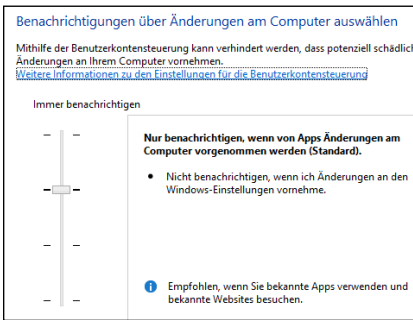 Benachrichtigungen über Änderungen am Computer auswählen
Mithilfe der Benutzerkontensteuerung kann verhindert werden, dass potenziell schädlich
Änderungen an Ihrem Computer vornehmen.
Weitere Informationen zu den Einstellungen für die Benutzerkontensteuerung
Immer benachrichtigen
Nur benachrichtigen, wenn von Apps Änderungen am
Computer vorgenommen werden (Standard).
• Nicht benachrichtigen, wenn ich Änderungen an den
Windows-Einstellungen vornehme.
Empfohlen, wenn Sie bekannte Apps verwenden und
bekannte Websites besuchen.